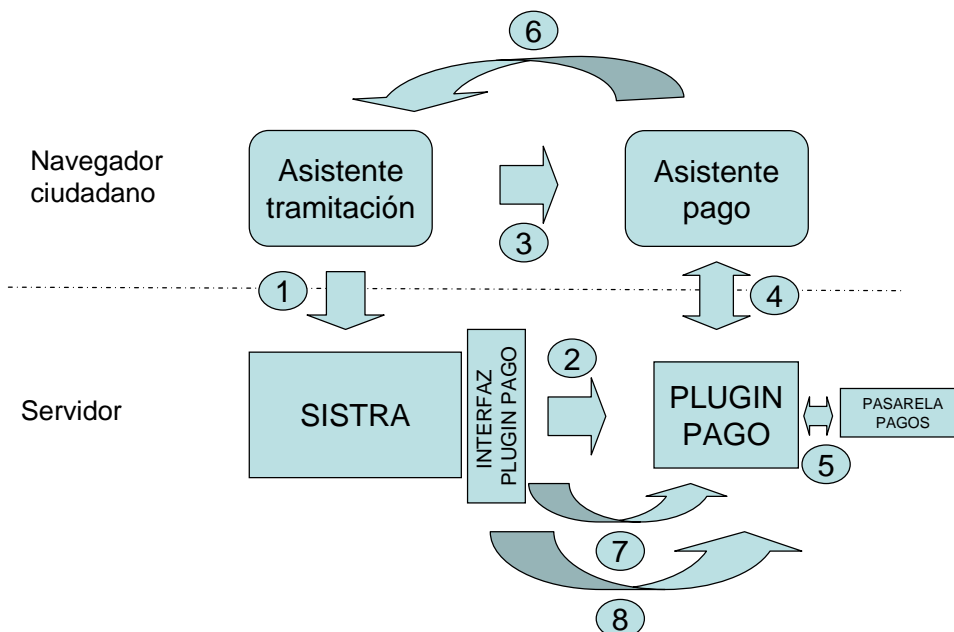 6
Navegador
ciudadano
Asistente
tramitación
3
Asistente
pago
1
4
Servidor
SISTRA
INTERFAZ
PLUGIN PAGO
2
PLUGIN
PAGO
PASARELA
PAGOS
5
7
8